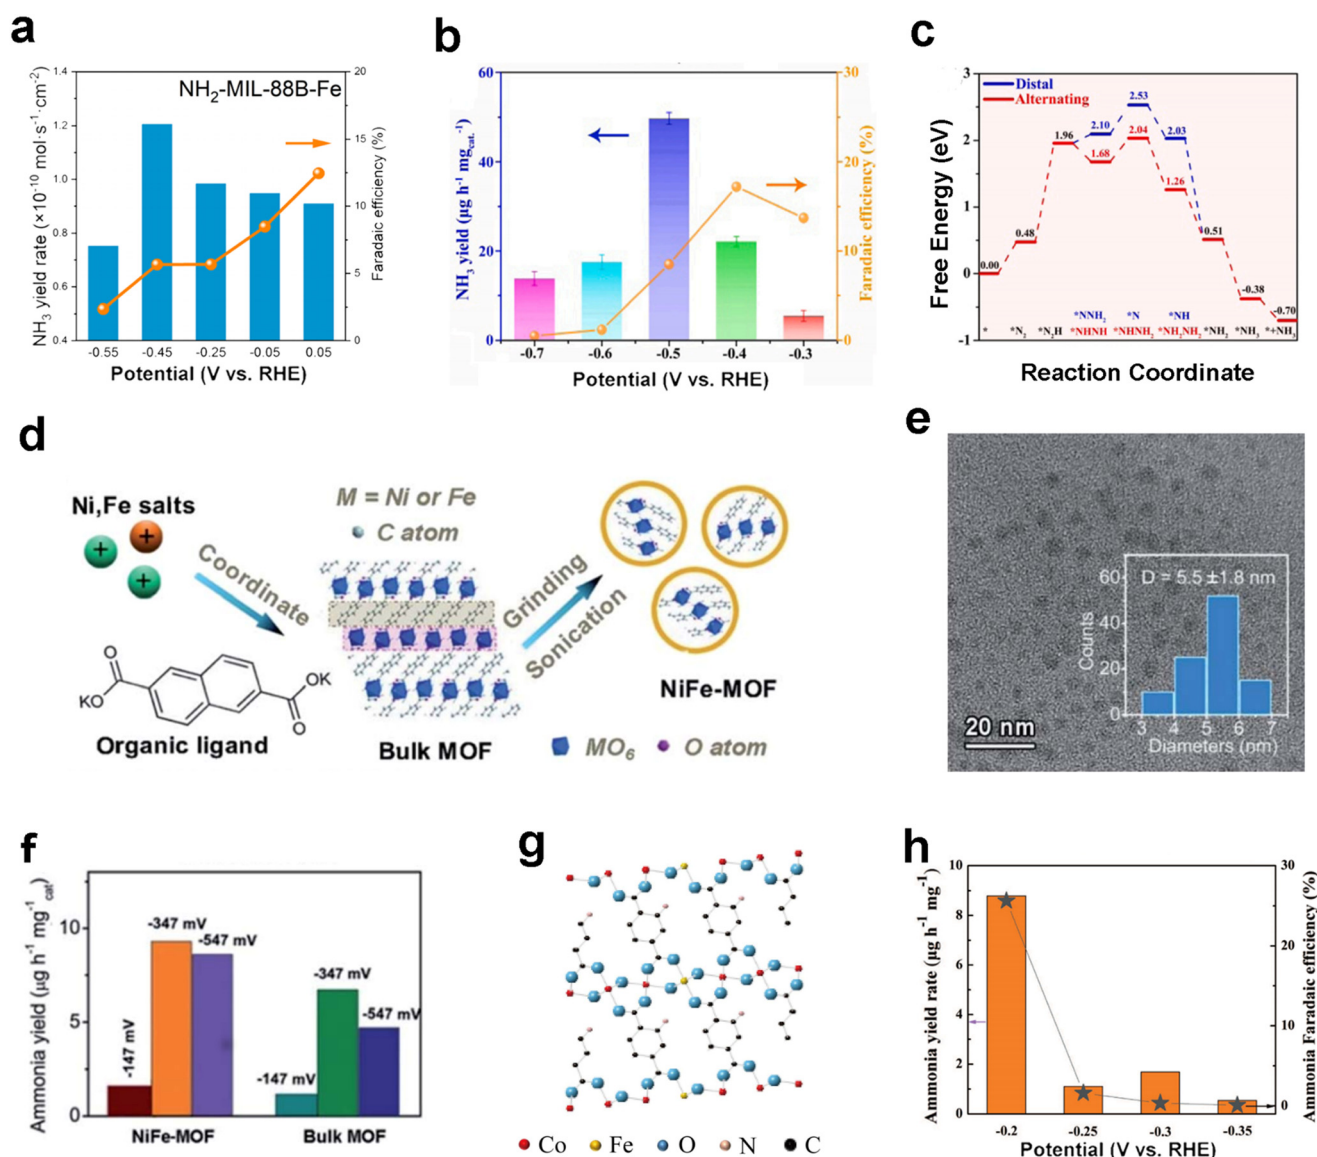 a
NH₂-MIL-88B-Fe
NH₃ yield rate (×10⁻¹⁰ mol·s⁻¹·cm⁻²)
1.4
1.2
1.0
0.8
0.6
0.4
20
15
10
5
0
Faradaic efficiency (%)
-0.55 -0.45 -0.25 -0.05 0.05
Potential (V vs. RHE)
b
NH₃ yield (μg h⁻¹ mg_cat.⁻¹)
60
40
20
0
30
20
10
0
Faradaic efficiency (%)
-0.7 -0.6 -0.5 -0.4 -0.3
Potential (V vs. RHE)
c
Free Energy (eV)
3
2
1
0
-1
Distal
Alternating
0.00
0.48
1.96
2.10
1.68
2.53
2.04
2.03
1.26
0.51
-0.38
-0.70
*NNH₂ *N *NH
* *N₂ *N₂H *NHNH *NHNH₂ *NH₂NH₂ *NH₂ *NH₃ *+NH₃
Reaction Coordinate
d
Ni,Fe salts
+
+
+
Coordinate
KO
O
OK
O
Organic ligand
M = Ni or Fe
C atom
Bulk MOF
Grinding
Sonication
NiFe-MOF
MO₆
O atom
e
D = 5.5 ±1.8 nm
Counts
60
40
20
0
3 4 5 6 7
Diameters (nm)
20 nm
f
Ammonia yield (μg h⁻¹ mg⁻¹cat)
10
5
0
-147 mV
-347 mV
-547 mV
-147 mV
-347 mV
-547 mV
NiFe-MOF
Bulk MOF
g
Co Fe O N C
h
Ammonia yield rate (μg h⁻¹ mg⁻¹)
10
8
6
4
2
0
30
20
10
0
Ammonia Faradaic efficiency (%)
-0.2 -0.25 -0.3 -0.35
Potential (V vs. RHE)